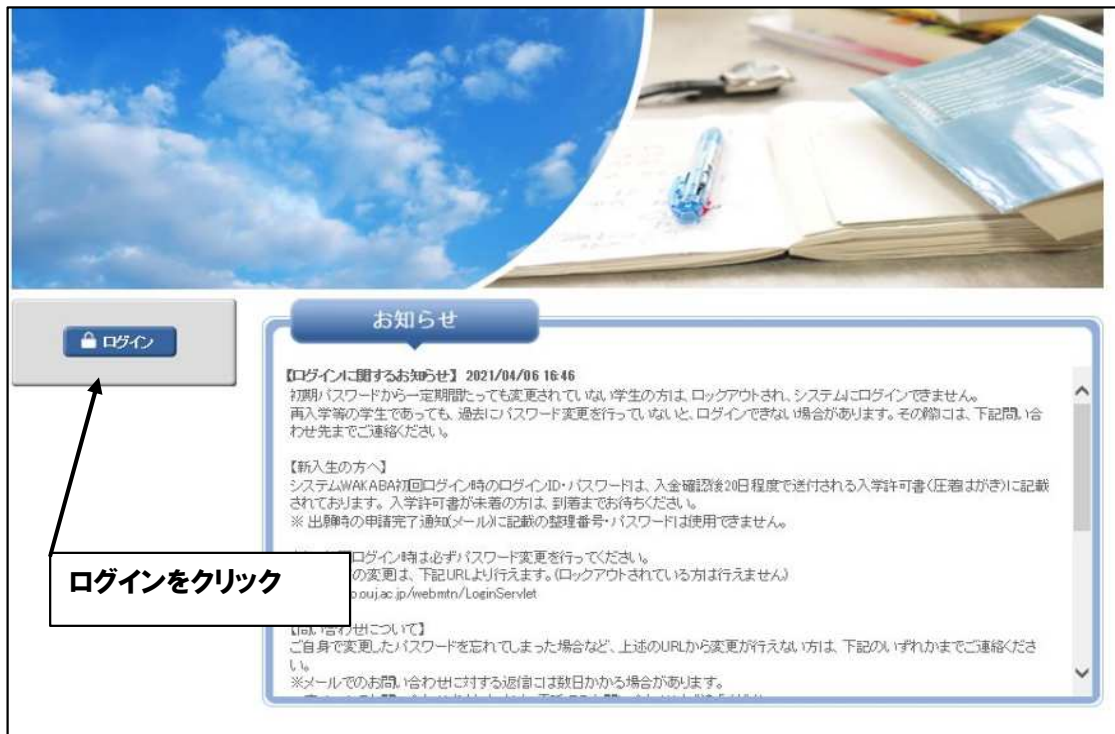 ログイン
お知らせ
【ログインに関するお知らせ】 2021/04/06 16:46
初期パスワードから一定期間たっても変更されていない学生の方は、ロックアウトされ、システムにログインできません。
再入学等の学生であっても、過去にパスワード変更を行っていないと、ログインできない場合があります。その際には、下記問い合
わせ先までご連絡ください。
【新入生の方へ】
システムWAKABA初回ログイン時のログインID・パスワードは、入金確認後20日程度で送付される入学許可書(圧着はがき)に記載
されております。入学許可書が未着の方は、到着までお待ちください。
※出願時の申請完了通知(メール)に記載の整理番号・パスワードは使用できません。
ログイン時は必ずパスワード変更を行ってください。
の変更は、下記URLより行えます。(ロックアウトされている方は行えません)
.ouj.ac.jp/webmtn/LoginServlet
ログインをクリック
【問い合わせについて】
ご自身で変更したパスワードを忘れてしまった場合など、上述のURLから変更が行えない方は、下記のいずれかまでご連絡くださ
い。
※メールでのお問い合わせに対する返信には数日かかる場合があります。